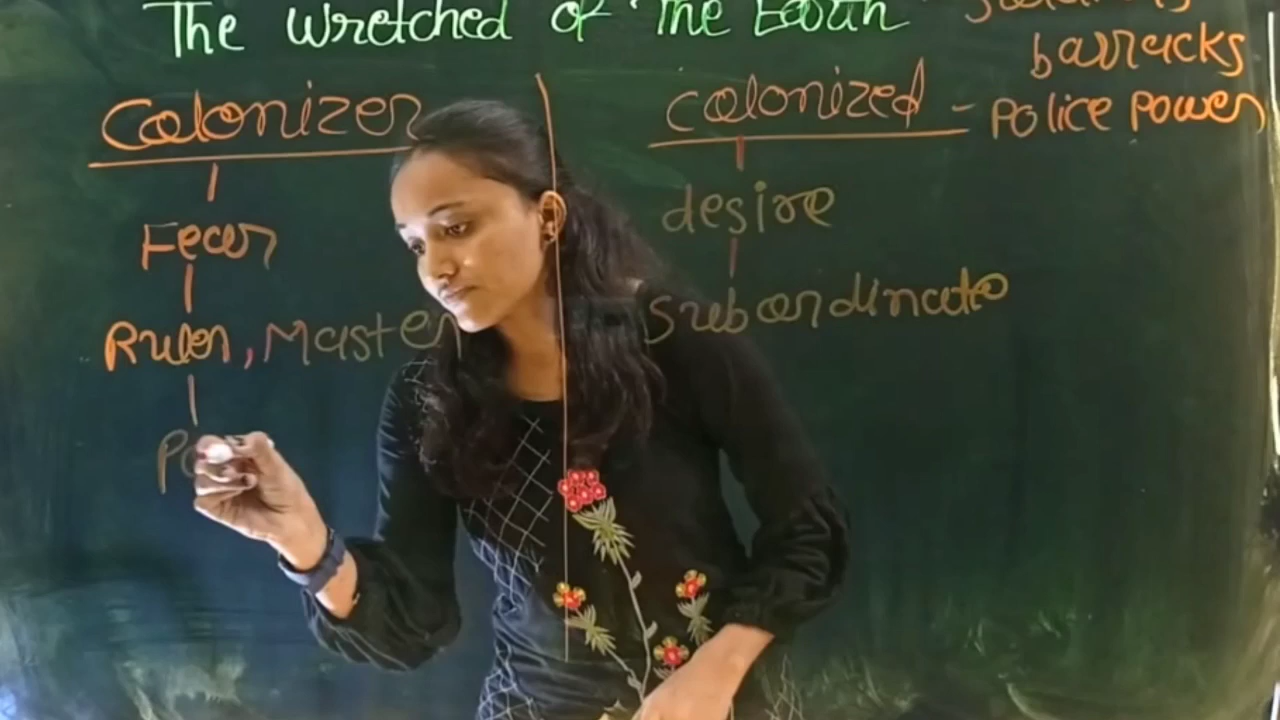 The Wretched of The Earth
barracks
Colonizer
Colonized - Police Power
Fear
desire
Ruler, Master
Subordinate